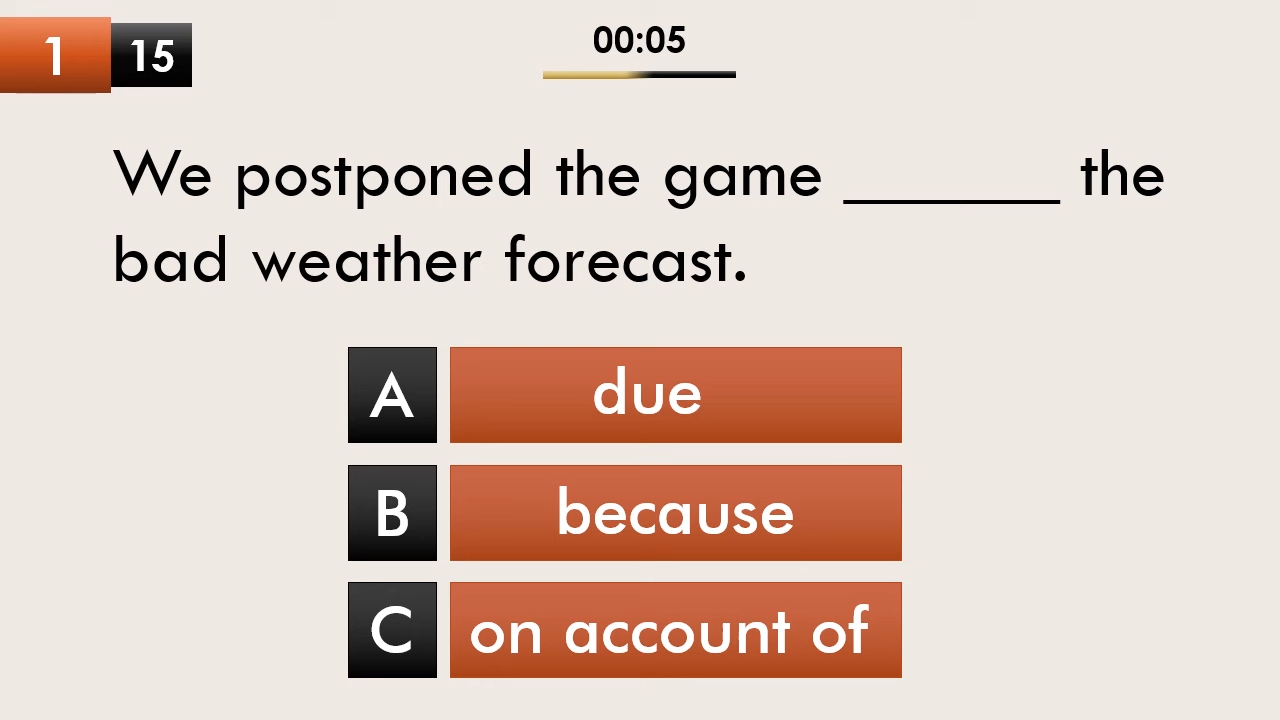 1 15
00:05
We postponed the game _______ the
bad weather forecast.
A due
B because
C on account of